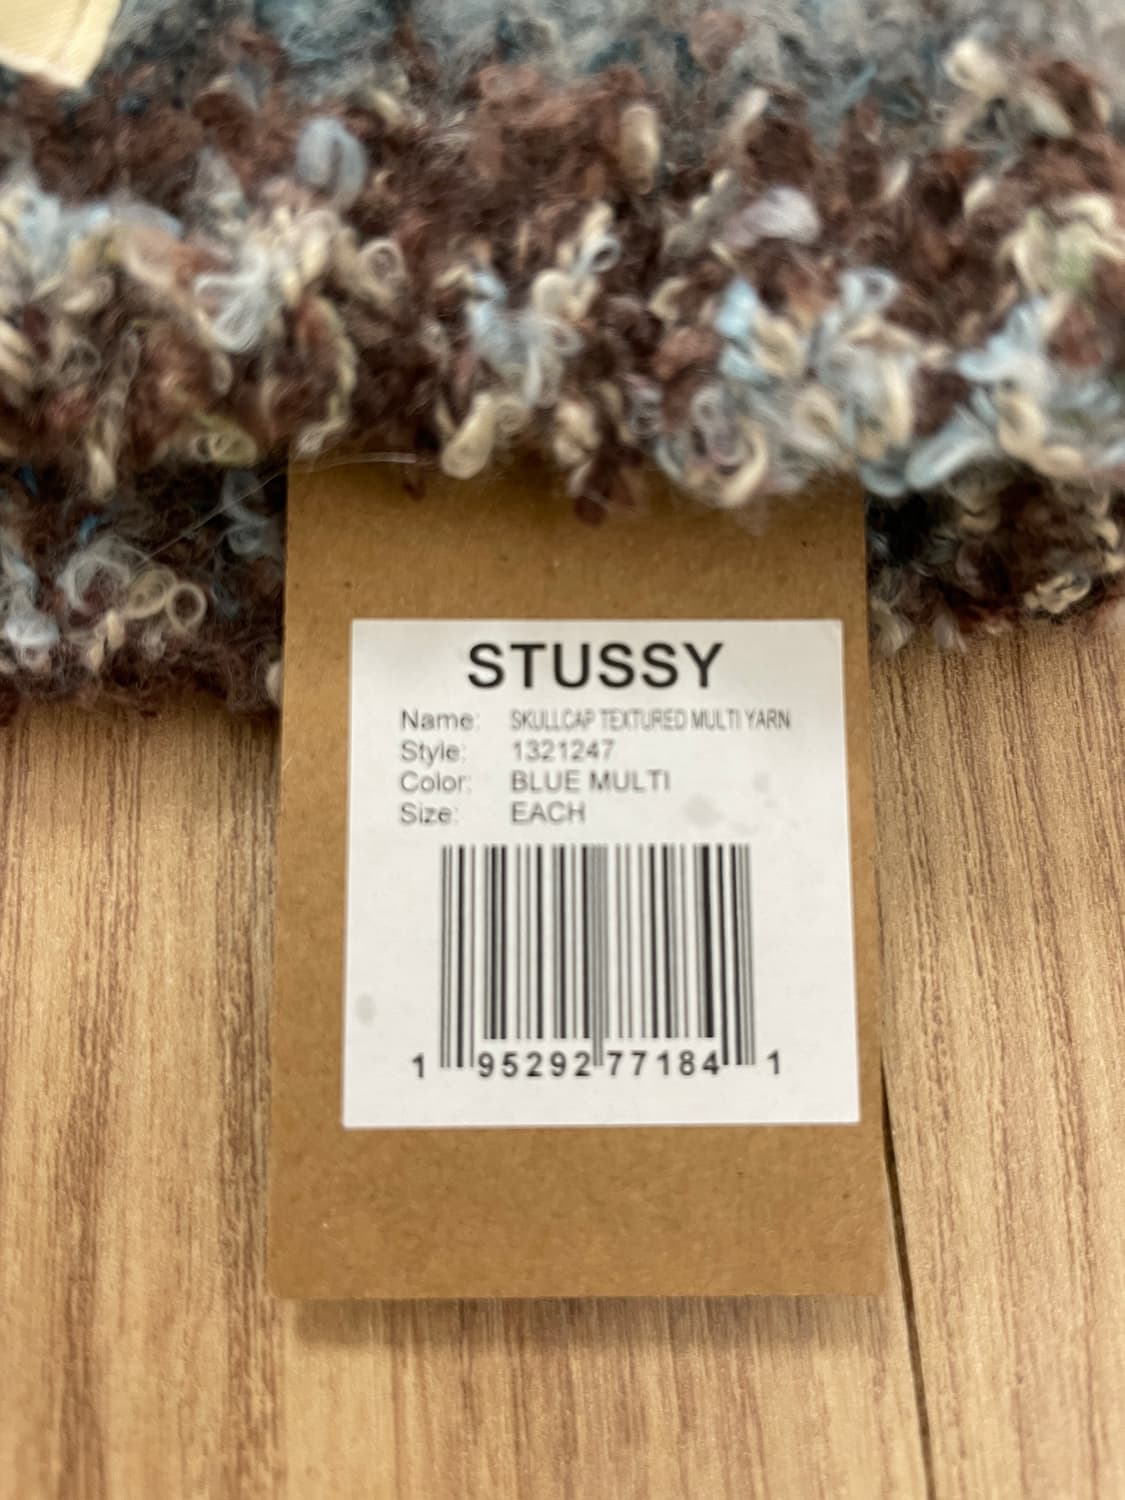 STUSSY
Name: SKULLCAP TEXTURED MULTI YARN
Style: 1321247
Color: BLUE MULTI
Size: EACH
1 95292 77184 1